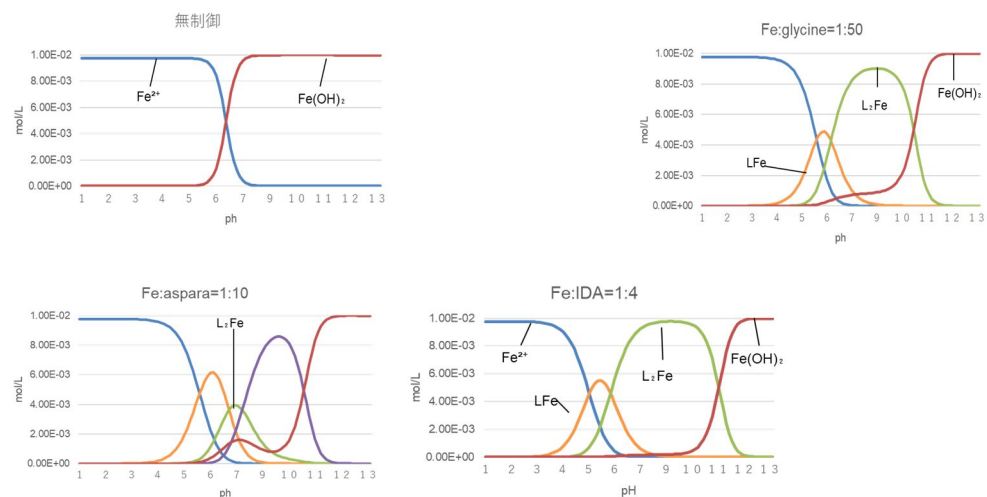 無制御
1.00E-02
8.00E-03
6.00E-03
4.00E-03
2.00E-03
0.00E+00
mol/L
Fe²⁺
Fe(OH)₂
1 2 3 4 5 6 7 8 9 10 11 12 13
ph
Fe:glycine=1:50
1.00E-02
8.00E-03
6.00E-03
4.00E-03
2.00E-03
0.00E+00
mol/L
L₂Fe
Fe(OH)₂
LFe
1 2 3 4 5 6 7 9 10 11 12 13
ph
Fe:aspara=1:10
1.00E-02
8.00E-03
6.00E-03
4.00E-03
2.00E-03
0.00E+00
mol/L
L₂Fe
1 2 3 4 5 6 7 9 10 11 12 13
ph
Fe:IDA=1:4
1.00E-02
8.00E-03
6.00E-03
4.00E-03
2.00E-03
0.00E+00
mol/L
Fe²⁺
Fe(OH)₂
L₂Fe
LFe
1 2 3 4 5 6 7 9 10 11 12 13
pH